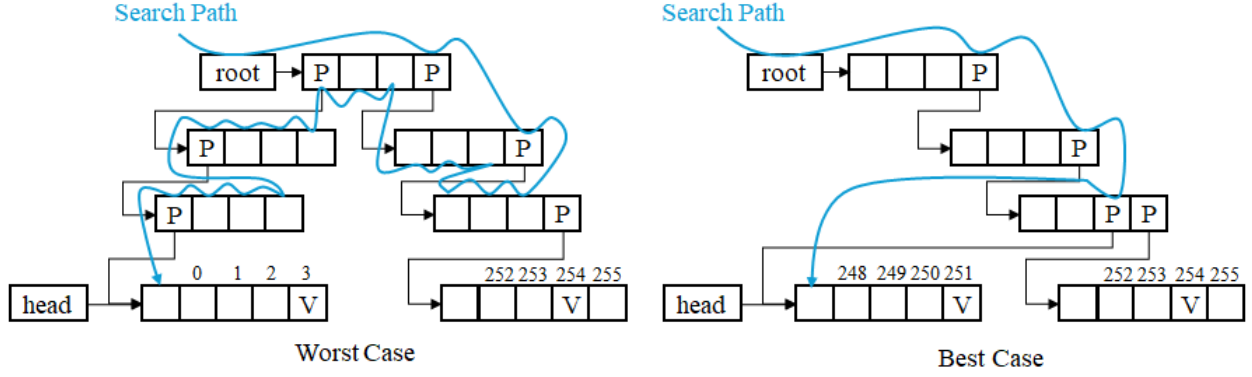 Search Path
root P P
P P
P P
0 1 2 3 252 253 254 255
head V V
Worst Case
Search Path
root P
P
P P
248 249 250 251 252 253 254 255
head V V
Best Case